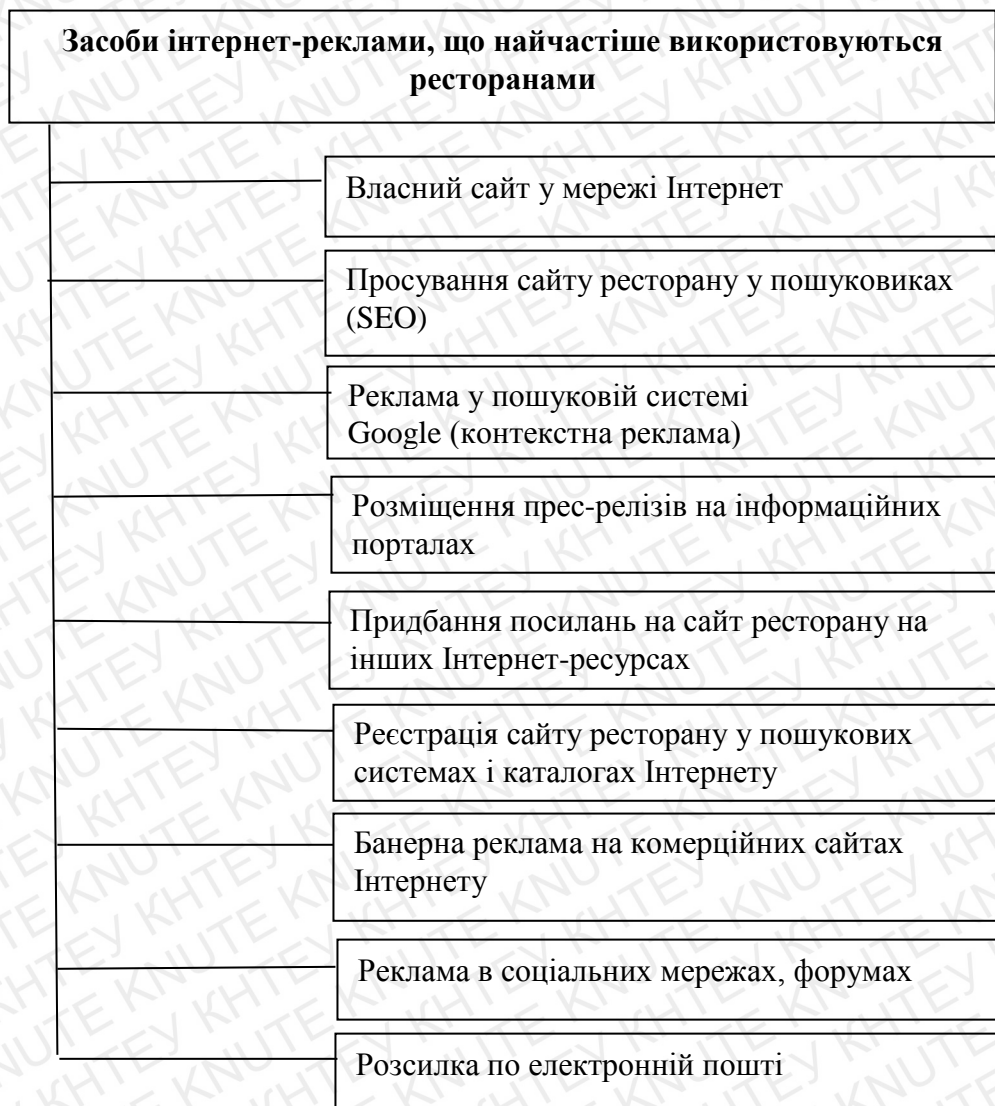 Засоби інтернет-реклами, що найчастіше використовуються
ресторанами
Власний сайт у мережі Інтернет
Просування сайту ресторану у пошуковиках
(SEO)
Реклама у пошуковій системі
Google (контекстна реклама)
Розміщення прес-релізів на інформаційних
порталах
Придбання посилань на сайт ресторану на
інших Інтернет-ресурсах
Реєстрація сайту ресторану у пошукових
системах і каталогах Інтернету
Банерна реклама на комерційних сайтах
Інтернету
Реклама в соціальних мережах, форумах
Розсилка по електронній пошті